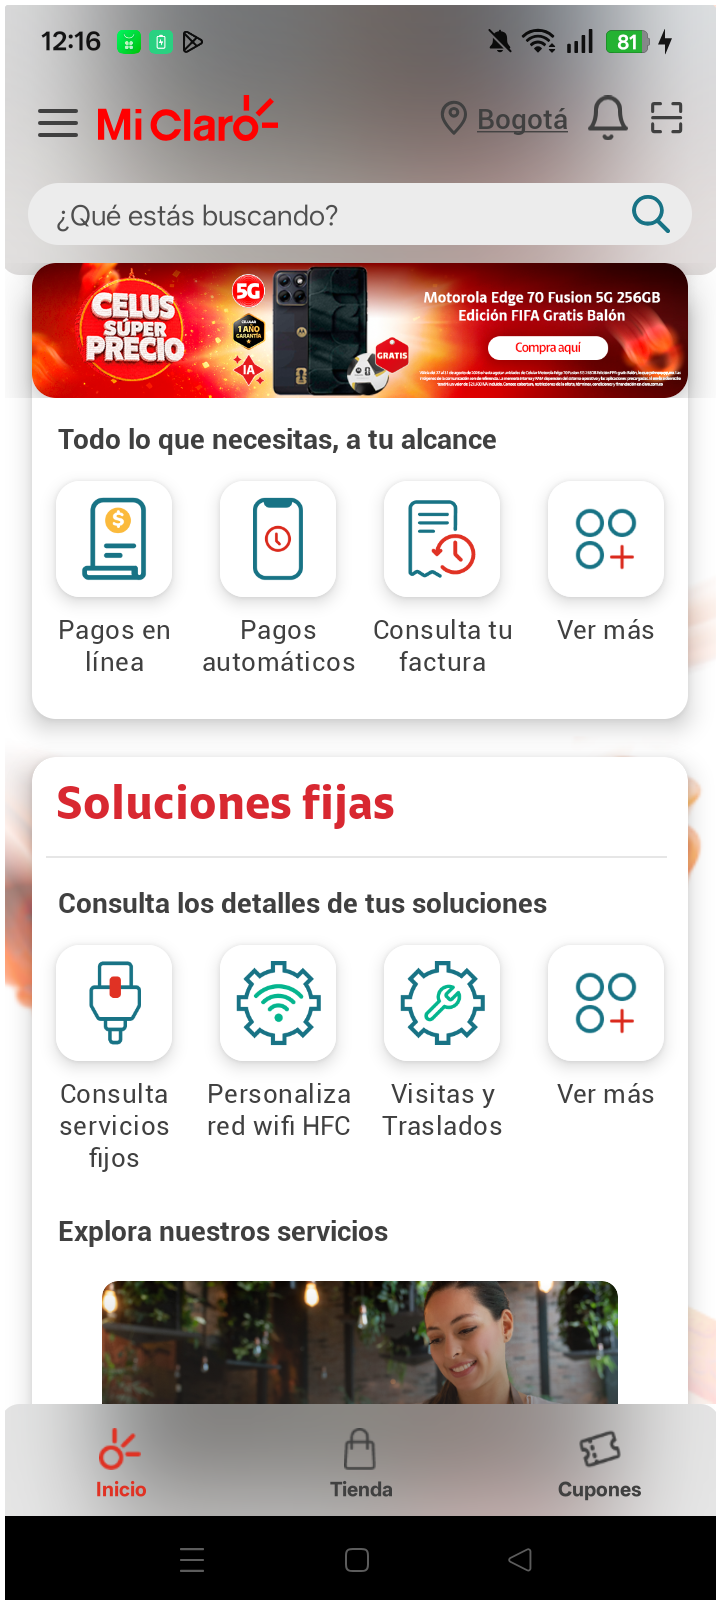 12:16
81
Mi Claro
Bogotá
¿Qué estás buscando?
CELUS
SÚPER
PRECIO
5G
1 AÑO
GARANTÍA
IA
GRATIS
Motorola Edge 70 Fusion 5G 256GB
Edición FIFA Gratis Balón
Compra aquí
Todo lo que necesitas, a tu alcance
Pagos en
línea
Pagos
automáticos
Consulta tu
factura
Ver más
Soluciones fijas
Consulta los detalles de tus soluciones
Consulta
servicios
fijos
Personaliza
red wifi HFC
Visitas y
Traslados
Ver más
Explora nuestros servicios
Inicio
Tienda
Cupones